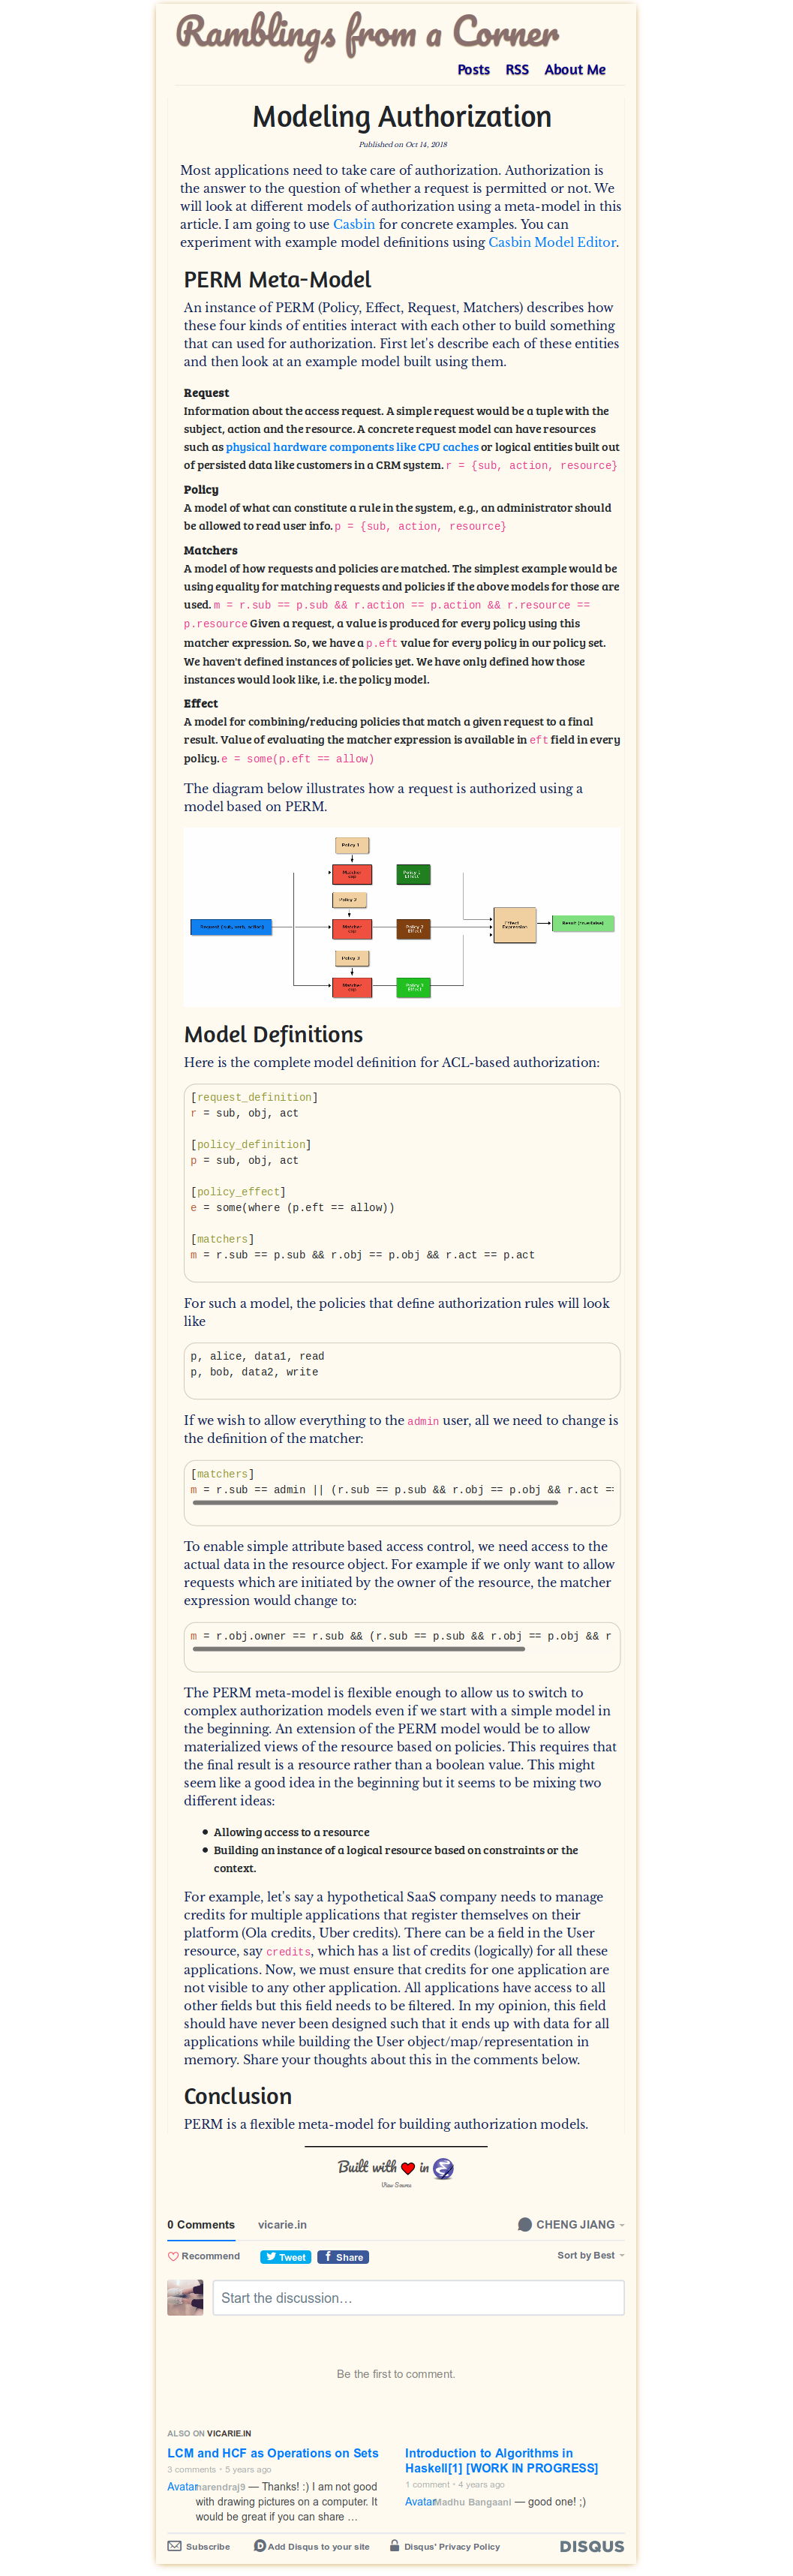 Ramblings from a Corner
Posts RSS About Me
Modeling Authorization
Published on Oct 14, 2018
Most applications need to take care of authorization. Authorization is
the answer to the question of whether a request is permitted or not. We
will look at different models of authorization using a meta-model in this
article. I am going to use Casbin for concrete examples. You can
experiment with example model definitions using Casbin Model Editor.
PERM Meta-Model
An instance of PERM (Policy, Effect, Request, Matchers) describes how
these four kinds of entities interact with each other to build something
that can used for authorization. First let's describe each of these entities
and then look at an example model built using them.
Request
Information about the access request. A simple request would be a tuple with the
subject, action and the resource. A concrete request model can have resources
such as physical hardware components like CPU caches or logical entities built out
of persisted data like customers in a CRM system. r = {sub, action, resource}
Policy
A model of what can constitute a rule in the system, e.g., an administrator should
be allowed to read user info. p = {sub, action, resource}
Matchers
A model of how requests and policies are matched. The simplest example would be
using equality for matching requests and policies if the above models for those are
used. m = r.sub == p.sub && r.action == p.action && r.resource ==
p.resource Given a request, a value is produced for every policy using this
matcher expression. So, we have a p.eft value for every policy in our policy set.
We haven't defined instances of policies yet. We have only defined how those
instances would look like, i.e. the policy model.
Effect
A model for combining/reducing policies that match a given request to a final
result. Value of evaluating the matcher expression is available in eft field in every
policy. e = some(p.eft == allow)
The diagram below illustrates how a request is authorized using a
model based on PERM.
Policy 1
Matcher
Policy 1
Effect
Policy 2
Request (sub, res, action)
Matcher
Policy 2
Effect
Effect
Expression
Result (true/false)
Policy 3
Matcher
Policy 3
Effect
Model Definitions
Here is the complete model definition for ACL-based authorization:
[request_definition]
r = sub, obj, act
[policy_definition]
p = sub, obj, act
[policy_effect]
e = some(where (p.eft == allow))
[matchers]
m = r.sub == p.sub && r.obj == p.obj && r.act == p.act
For such a model, the policies that define authorization rules will look
like
p, alice, data1, read
p, bob, data2, write
If we wish to allow everything to the admin user, all we need to change is
the definition of the matcher:
[matchers]
m = r.sub == admin || (r.sub == p.sub && r.obj == p.obj && r.act ==
To enable simple attribute based access control, we need access to the
actual data in the resource object. For example if we only want to allow
requests which are initiated by the owner of the resource, the matcher
expression would change to:
m = r.obj.owner == r.sub && (r.sub == p.sub && r.obj == p.obj && r
The PERM meta-model is flexible enough to allow us to switch to
complex authorization models even if we start with a simple model in
the beginning. An extension of the PERM model would be to allow
materialized views of the resource based on policies. This requires that
the final result is a resource rather than a boolean value. This might
seem like a good idea in the beginning but it seems to be mixing two
different ideas:
• Allowing access to a resource
• Building an instance of a logical resource based on constraints or the
context.
For example, let's say a hypothetical SaaS company needs to manage
credits for multiple applications that register themselves on their
platform (Ola credits, Uber credits). There can be a field in the User
resource, say credits, which has a list of credits (logically) for all these
applications. Now, we must ensure that credits for one application are
not visible to any other application. All applications have access to all
other fields but this field needs to be filtered. In my opinion, this field
should have never been designed such that it ends up with data for all
applications while building the User object/map/representation in
memory. Share your thoughts about this in the comments below.
Conclusion
PERM is a flexible meta-model for building authorization models.
Built with in
View Source
0 Comments vicarie.in CHENG JIANG
Recommend Tweet Share Sort by Best
Start the discussion…
Be the first to comment.
ALSO ON VICARIE.IN
LCM and HCF as Operations on Sets
3 comments • 5 years ago
Avatar narendraj9 — Thanks! :) I am not good
with drawing pictures on a computer. It
would be great if you can share …
Introduction to Algorithms in
Haskell[1] [WORK IN PROGRESS]
1 comment • 4 years ago
Avatar Madhu Bangaani — good one! ;)
Subscribe Add Disqus to your site Disqus' Privacy Policy DISQUS